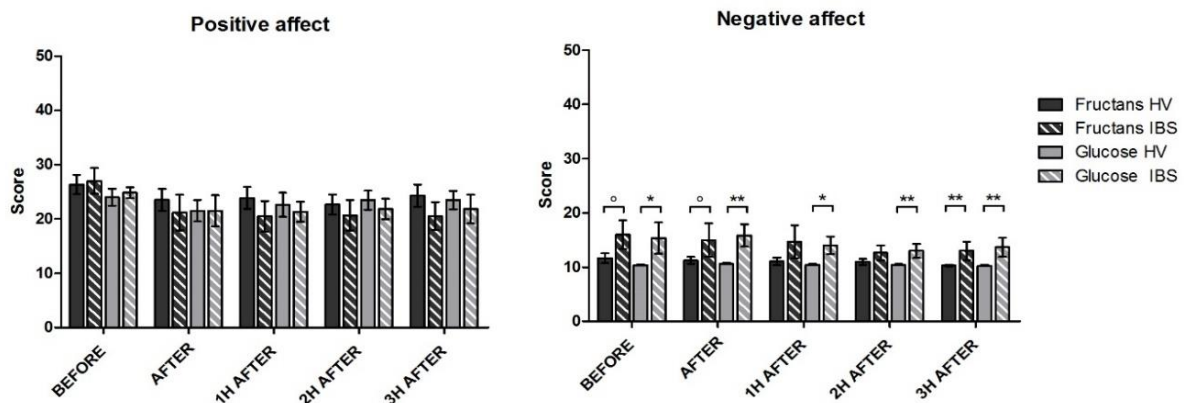 Positive affect
Score
50
40
30
20
10
0
BEFORE
AFTER
1H AFTER
2H AFTER
3H AFTER
Negative affect
Score
50
40
30
20
10
0
° * ° ** * ** ** **
BEFORE
AFTER
1H AFTER
2H AFTER
3H AFTER
Fructans HV
Fructans IBS
Glucose HV
Glucose IBS